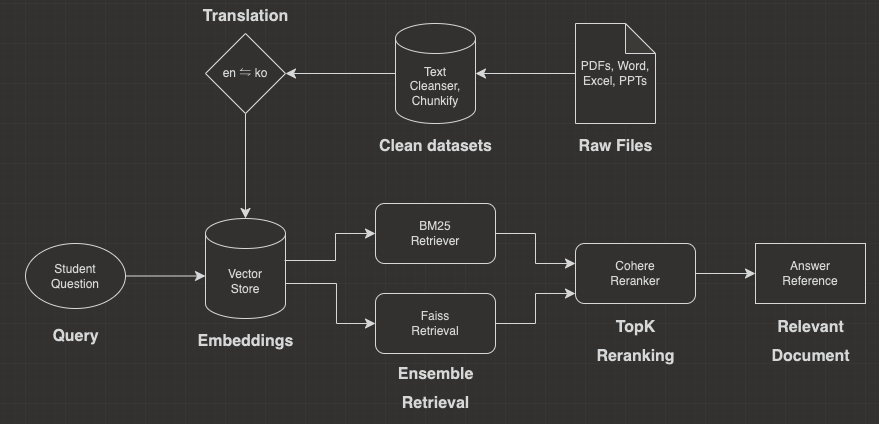 Translation
en ⇆ ko
Text
Cleanser,
Chunkify
Clean datasets
PDFs, Word,
Excel, PPTs
Raw Files
Student
Question
Query
Vector
Store
Embeddings
BM25
Retriever
Faiss
Retrieval
Ensemble
Retrieval
Cohere
Reranker
TopK
Reranking
Answer
Reference
Relevant
Document